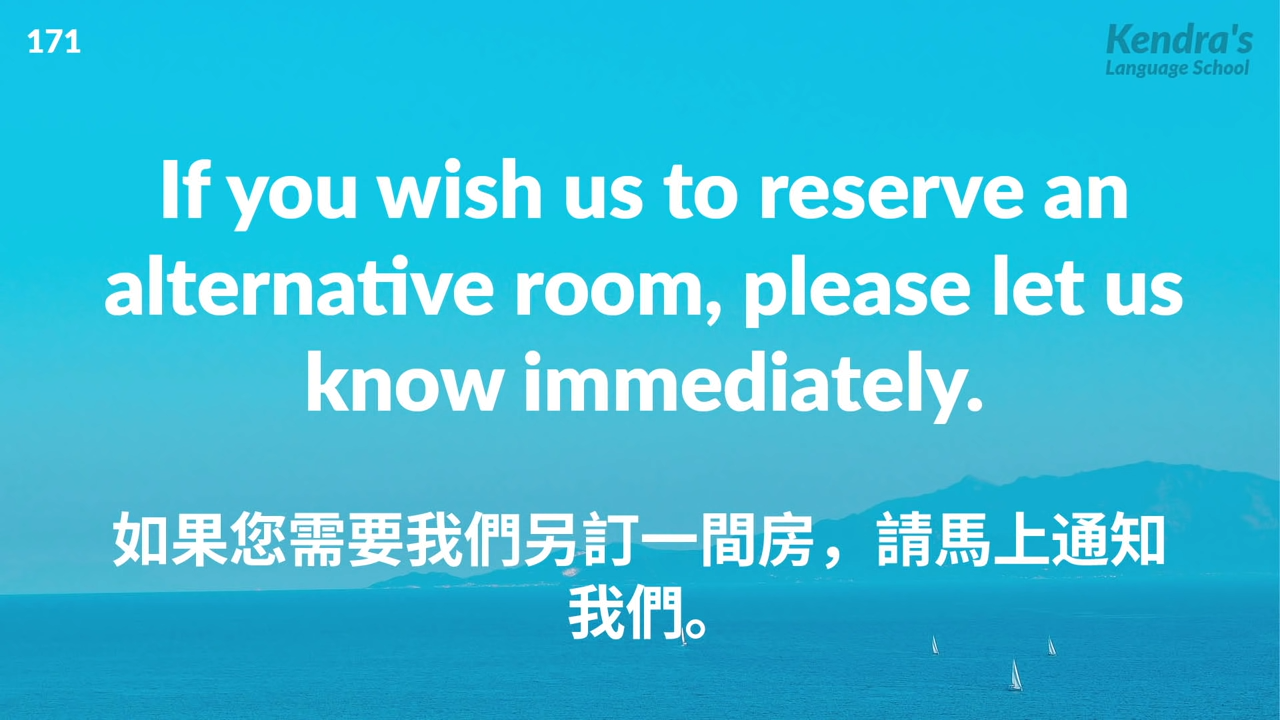 171
Kendra's
Language School
If you wish us to reserve an
alternative room, please let us
know immediately.
如果您需要我們另訂一間房，請馬上通知
我們。